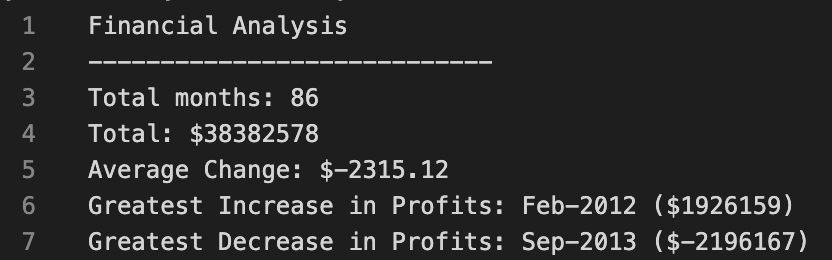 1 Financial Analysis
2 ----------------------------
3 Total months: 86
4 Total: $38382578
5 Average Change: $-2315.12
6 Greatest Increase in Profits: Feb-2012 ($1926159)
7 Greatest Decrease in Profits: Sep-2013 ($-2196167)